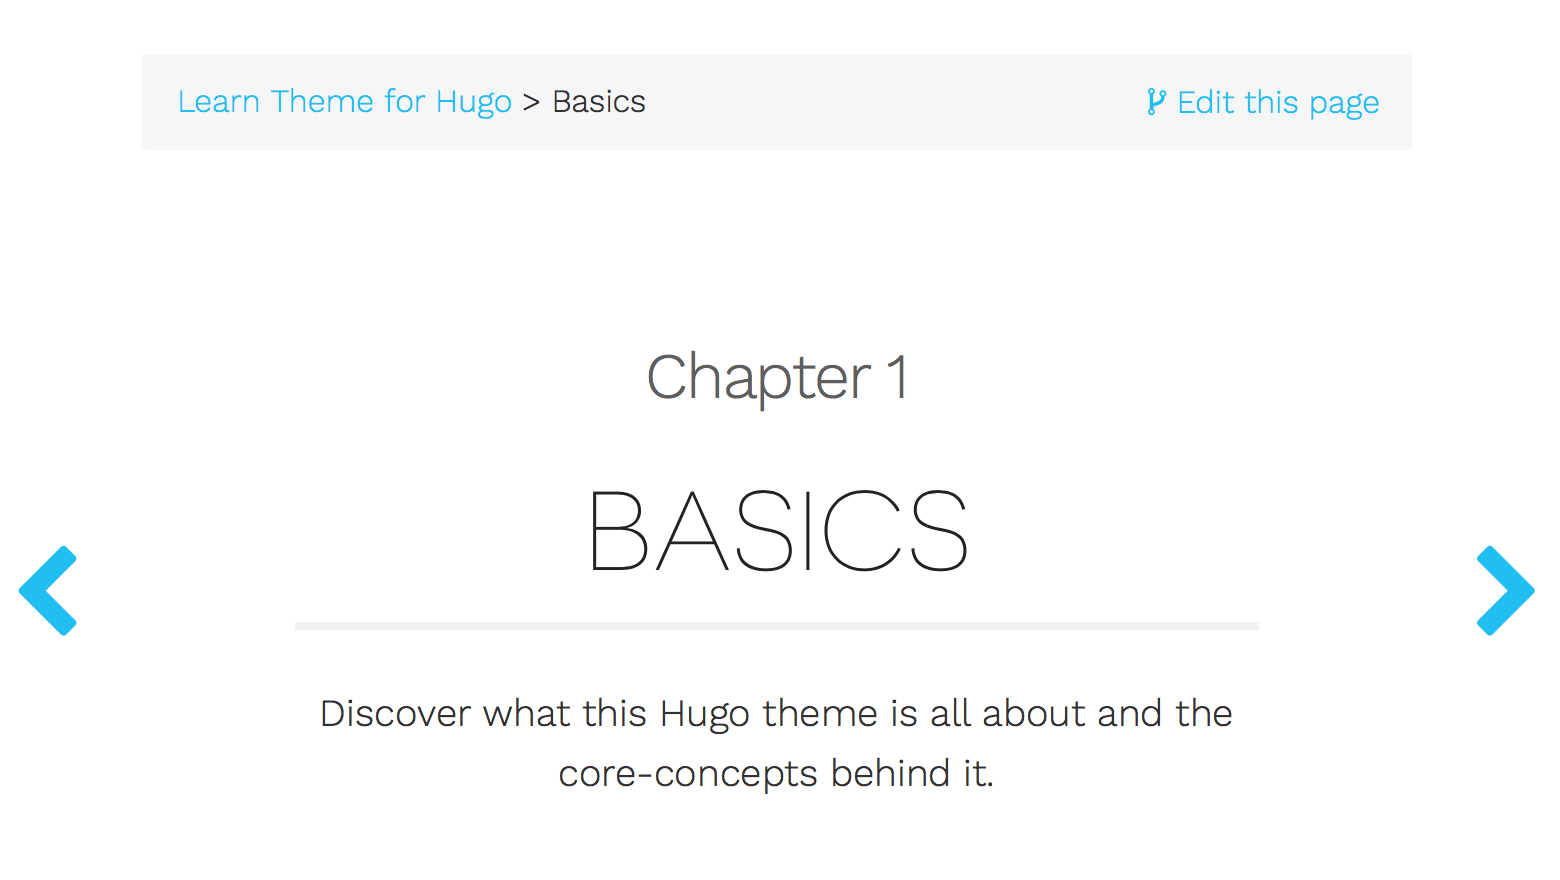 Learn Theme for Hugo > Basics
Edit this page
Chapter 1
BASICS
Discover what this Hugo theme is all about and the
core-concepts behind it.